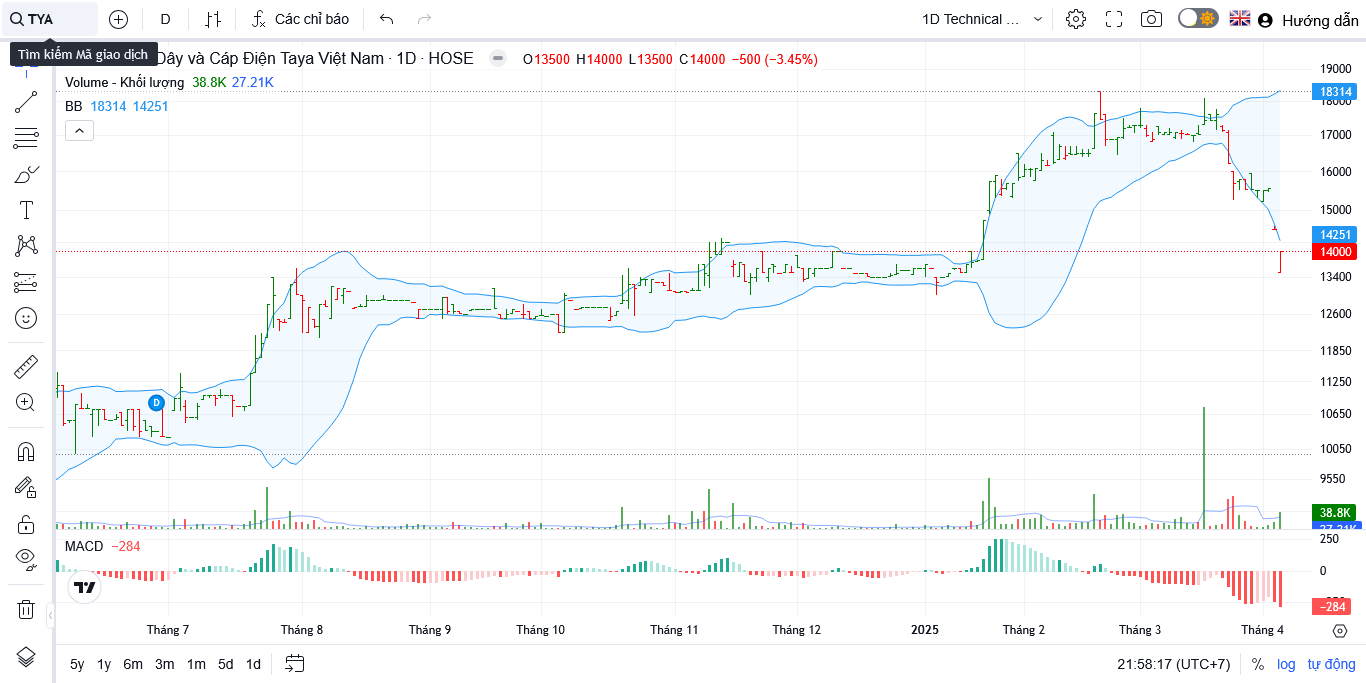 TYA
D
Các chỉ báo
1D Technical ...
Hướng dẫn
Tìm kiếm Mã giao dịch
Dây và Cáp Điện Taya Việt Nam · 1D · HOSE
O13500 H14000 L13500 C14000 −500 (−3.45%)
Volume - Khối lượng 38.8K 27.21K
BB 18314 14251
19000
18314
18000
17000
16000
15000
14251
14000
13400
12600
11850
11250
10650
10050
9550
38.8K
27.21K
D
MACD −284
250
0
−284
Tháng 7
Tháng 8
Tháng 9
Tháng 10
Tháng 11
Tháng 12
2025
Tháng 2
Tháng 3
Tháng 4
5y 1y 6m 3m 1m 5d 1d
21:58:17 (UTC+7)
% log tự động